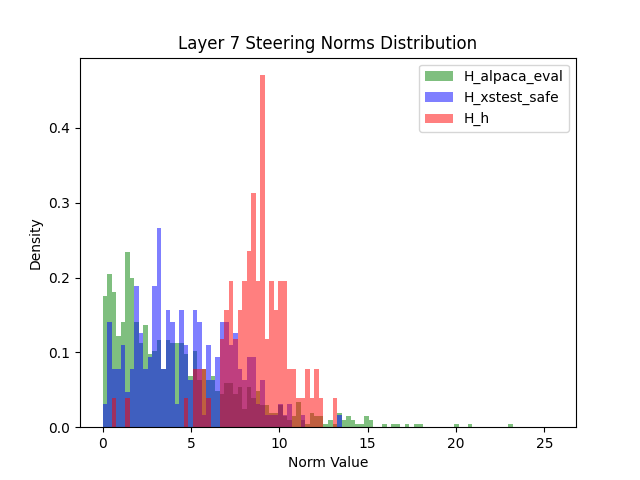 Layer 7 Steering Norms Distribution
H_alpaca_eval
H_xstest_safe
H_h
Density
0.4
0.3
0.2
0.1
0.0
0 5 10 15 20 25
Norm Value